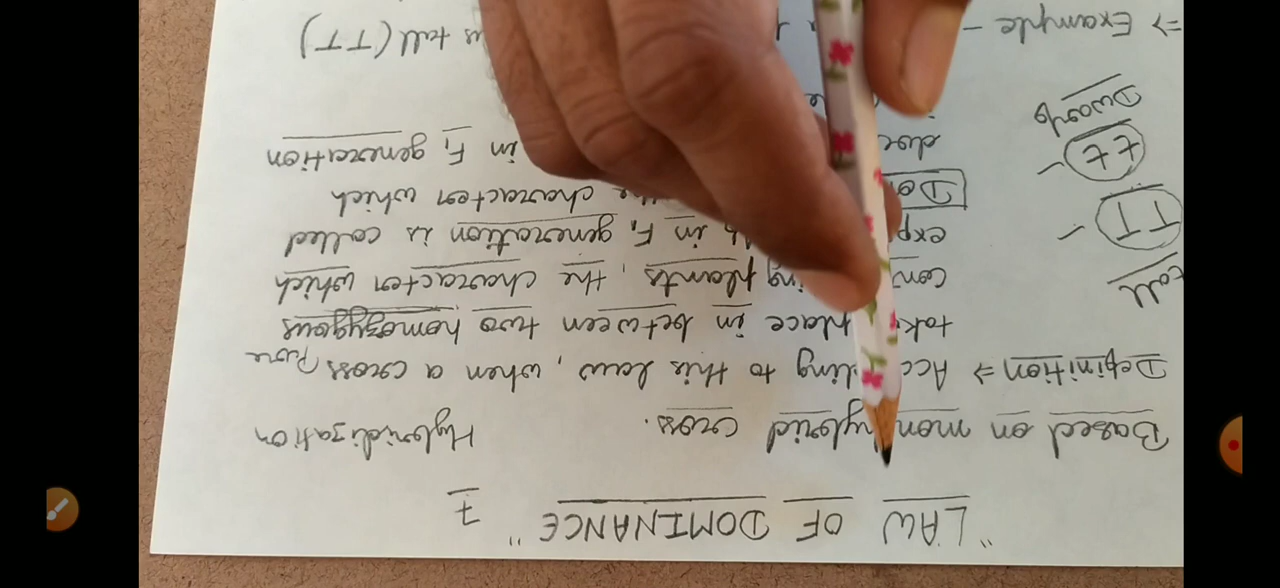 "LAW OF DOMINANCE" 7
Based on monohybrid cross. Hybridization
Definition ⇒ According to this law, when a cross Pure
take place in between two homozygous
plants, the character which
in F₁ generation is called
the character which
in F₁ generation
⇒ Example - tall (TT)
tall
TT
tt
Dwarf